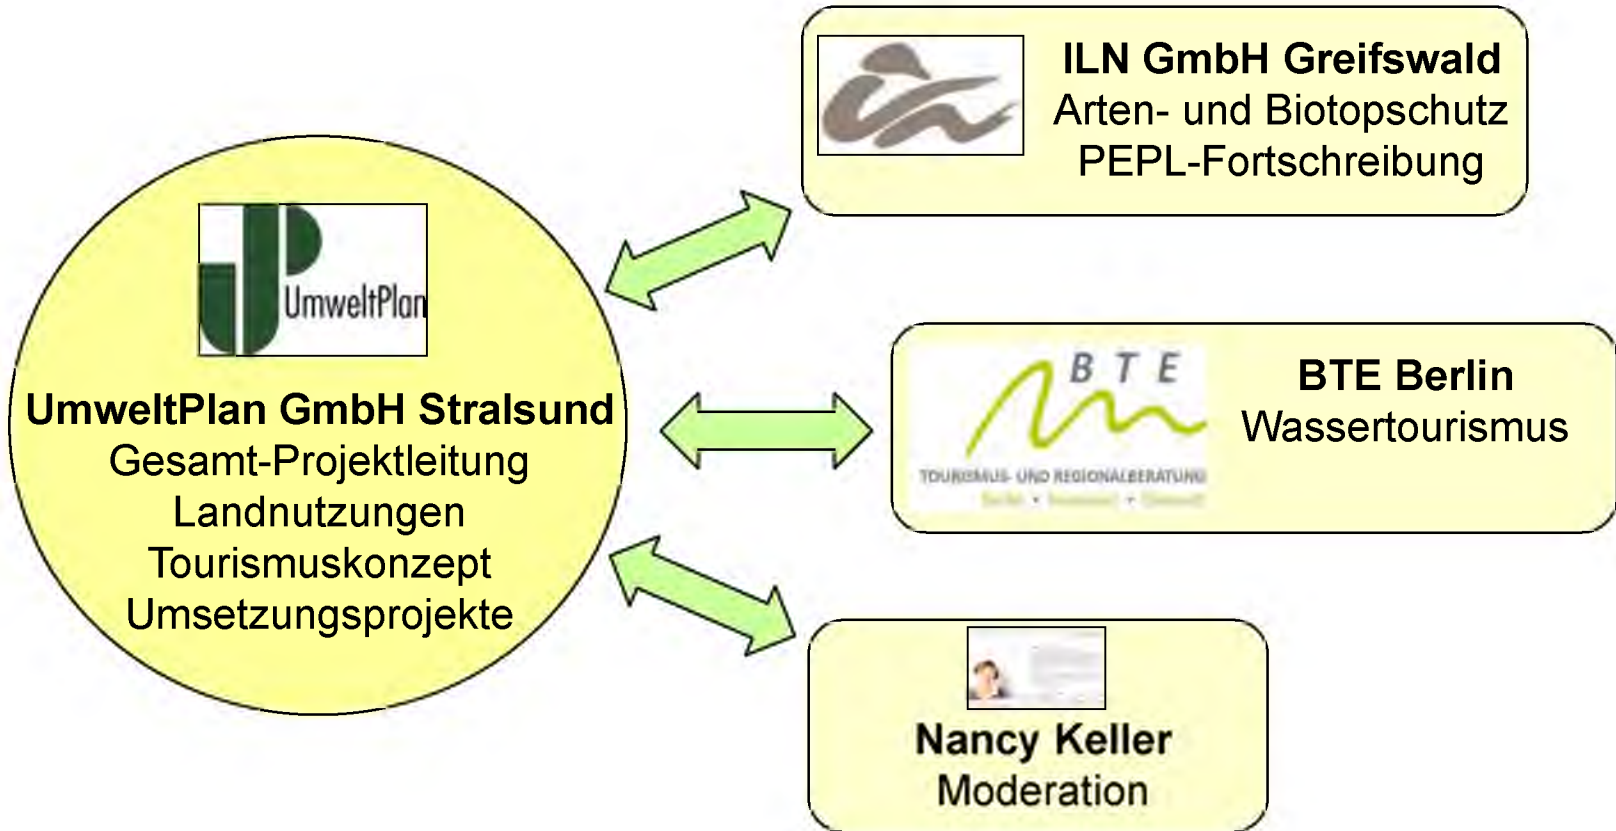 UmweltPlan
UmweltPlan GmbH Stralsund
Gesamt-Projektleitung
Landnutzungen
Tourismuskonzept
Umsetzungsprojekte
ILN GmbH Greifswald
Arten- und Biotopschutz
PEPL-Fortschreibung
BTE
TOURISMUS- UND REGIONALBERATUNG
BTE Berlin
Wassertourismus
Nancy Keller
Moderation